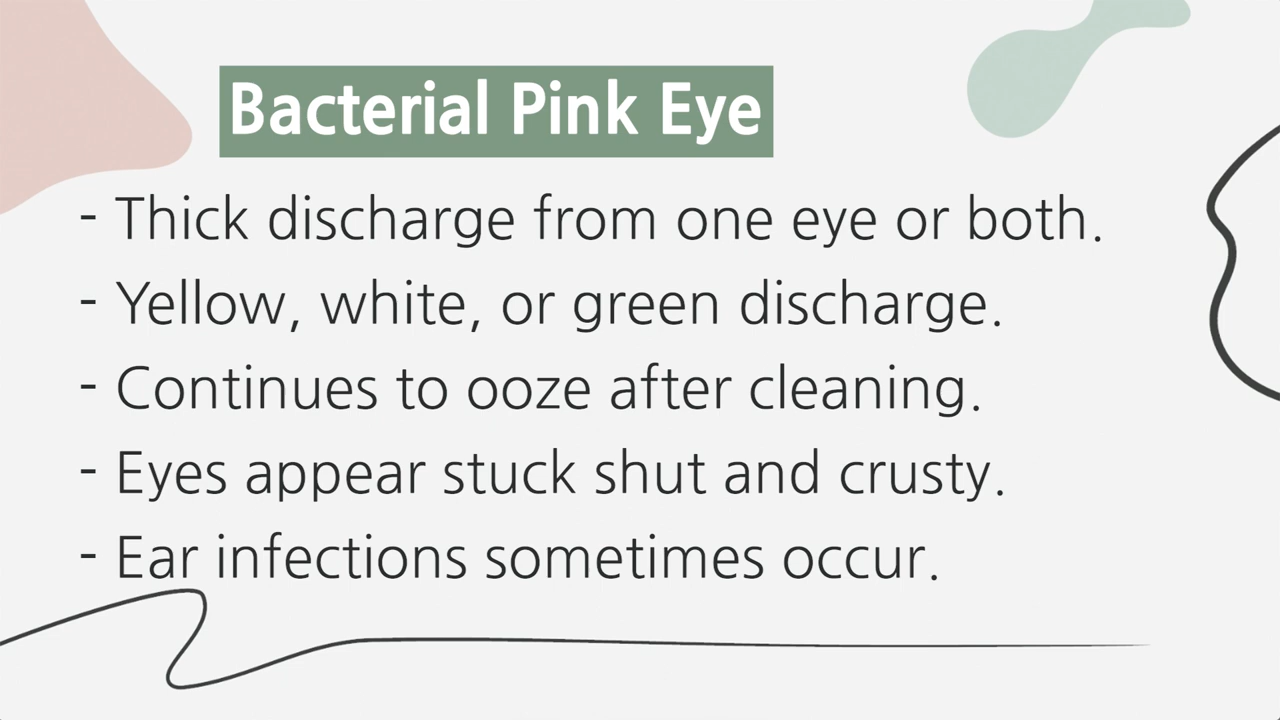 Bacterial Pink Eye
- Thick discharge from one eye or both.
- Yellow, white, or green discharge.
- Continues to ooze after cleaning.
- Eyes appear stuck shut and crusty.
- Ear infections sometimes occur.